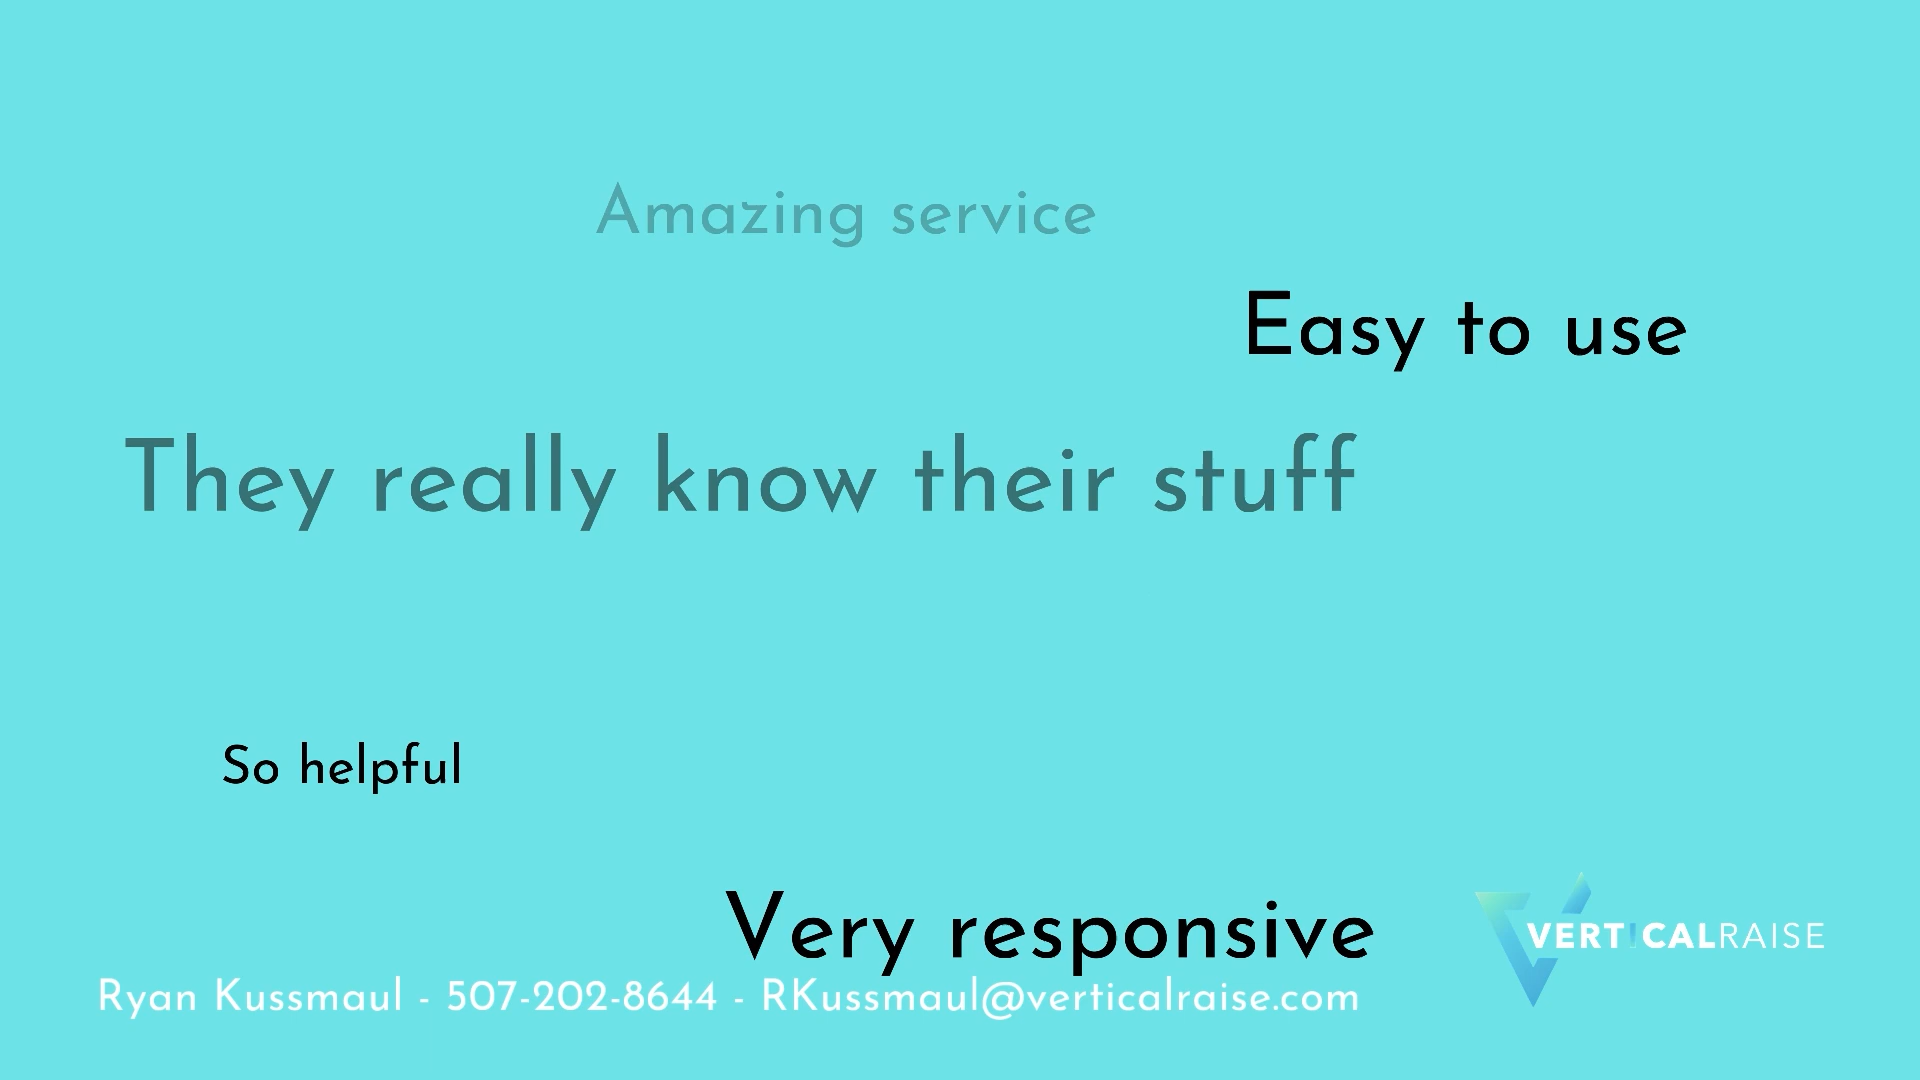 Amazing service
Easy to use
They really know their stuff
So helpful
Very responsive
VERTICALRAISE
Ryan Kussmaul - 507-202-8644 - RKussmaul@verticalraise.com